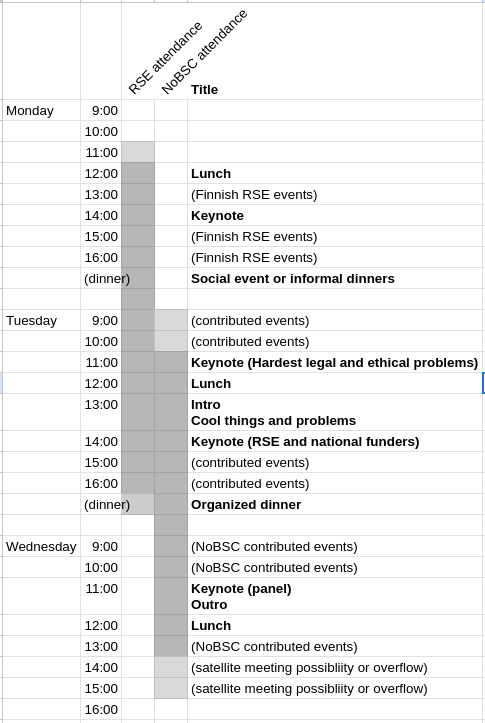 RSE attendance
NoBSC attendance
Title
Monday 9:00
10:00
11:00
12:00 Lunch
13:00 (Finnish RSE events)
14:00 Keynote
15:00 (Finnish RSE events)
16:00 (Finnish RSE events)
(dinner) Social event or informal dinners
Tuesday 9:00 (contributed events)
10:00 (contributed events)
11:00 Keynote (Hardest legal and ethical problems)
12:00 Lunch
13:00 Intro
Cool things and problems
14:00 Keynote (RSE and national funders)
15:00 (contributed events)
16:00 (contributed events)
(dinner) Organized dinner
Wednesday 9:00 (NoBSC contributed events)
10:00 (NoBSC contributed events)
11:00 Keynote (panel)
Outro
12:00 Lunch
13:00 (NoBSC contributed events)
14:00 (satellite meeting possibliity or overflow)
15:00 (satellite meeting possibliity or overflow)
16:00